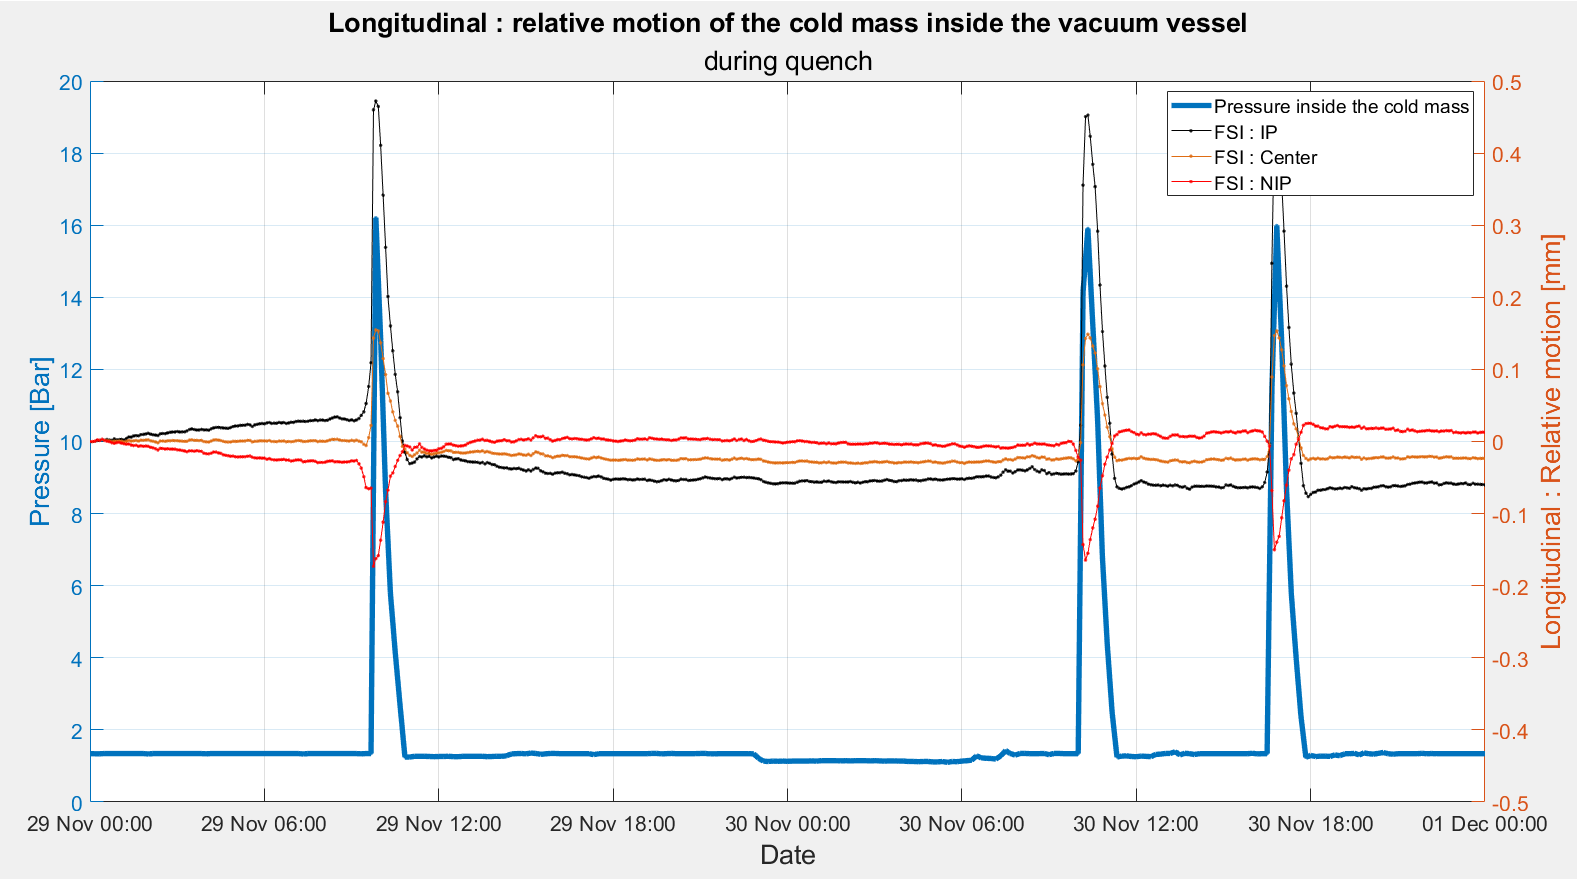 Longitudinal : relative motion of the cold mass inside the vacuum vessel
during quench
20
18
16
14
12
10
8
6
4
2
0
Pressure [Bar]
0.5
0.4
0.3
0.2
0.1
0
-0.1
-0.2
-0.3
-0.4
-0.5
Longitudinal : Relative motion [mm]
Pressure inside the cold mass
FSI : IP
FSI : Center
FSI : NIP
29 Nov 00:00 29 Nov 06:00 29 Nov 12:00 29 Nov 18:00 30 Nov 00:00 30 Nov 06:00 30 Nov 12:00 30 Nov 18:00 01 Dec 00:00
Date